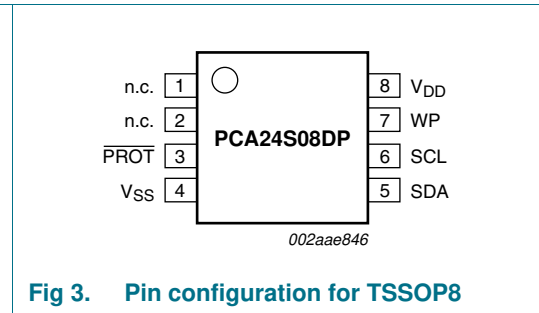 n.c. 1 8 VDD
n.c. 2 7 WP
PCA24S08DP
PROT 3 6 SCL
VSS 4 5 SDA
002aae846
Fig 3. Pin configuration for TSSOP8